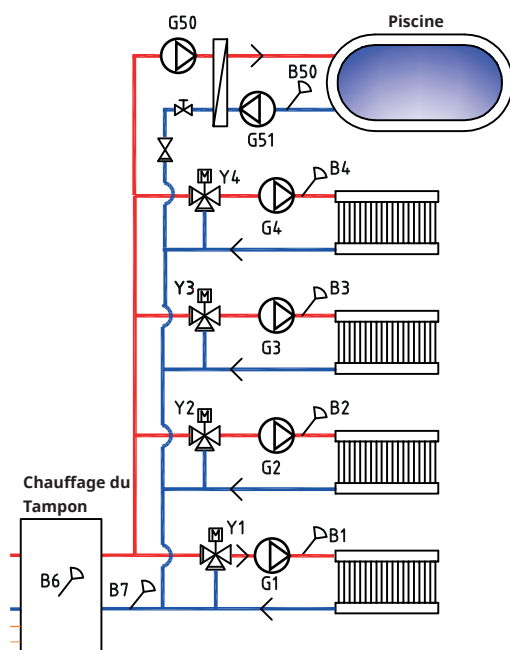 Piscine
G50
B50
G51
Y4
B4
M
G4
Y3
B3
M
G3
Y2
B2
M
G2
Chauffage du
Tampon
Y1
B1
M
G1
B6
B7